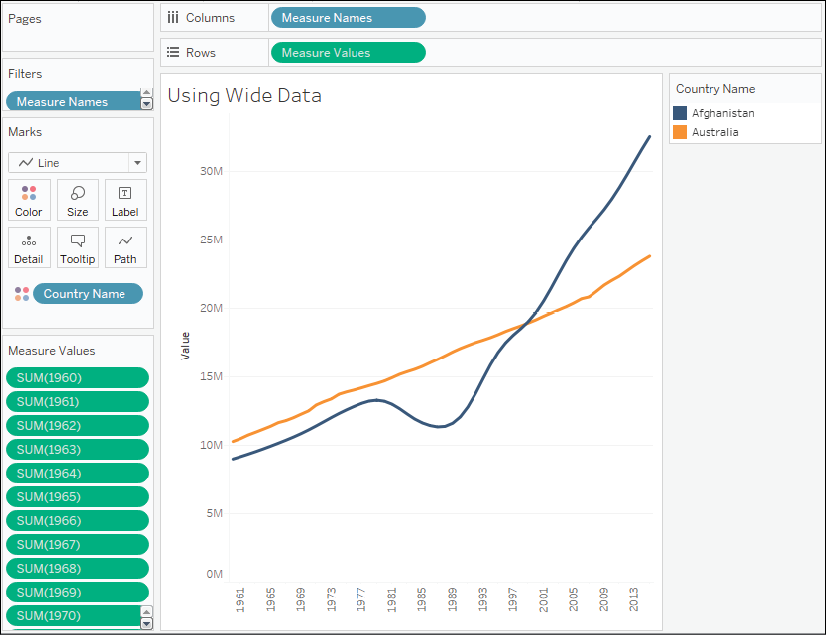 Pages
Filters
Measure Names
Marks
Line
Color Size Label
Detail Tooltip Path
Country Name
Measure Values
SUM(1960)
SUM(1961)
SUM(1962)
SUM(1963)
SUM(1964)
SUM(1965)
SUM(1966)
SUM(1967)
SUM(1968)
SUM(1969)
SUM(1970)
Columns Measure Names
Rows Measure Values
Using Wide Data
Value
30M
25M
20M
15M
10M
5M
0M
1961 1965 1969 1973 1977 1981 1985 1989 1993 1997 2001 2005 2009 2013
Country Name
Afghanistan
Australia